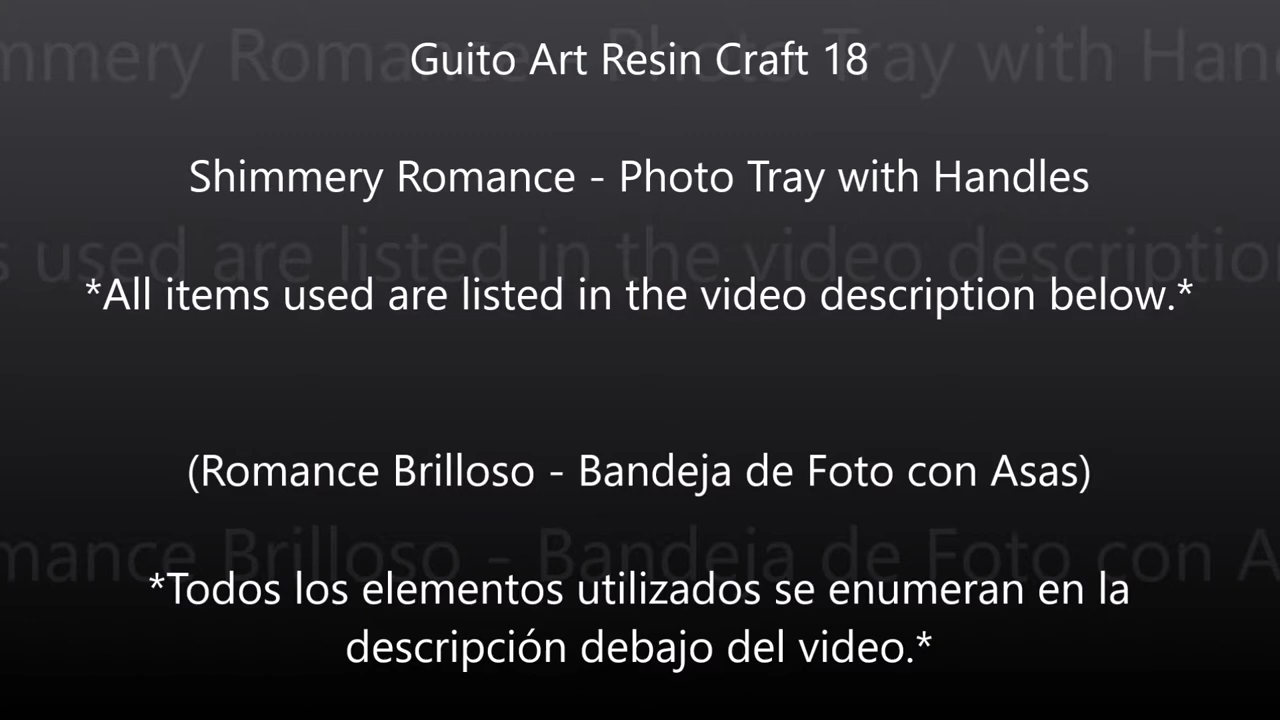 Guito Art Resin Craft 18
Shimmery Romance - Photo Tray with Handles
*All items used are listed in the video description below.*
(Romance Brilloso - Bandeja de Foto con Asas)
*Todos los elementos utilizados se enumeran en la
descripción debajo del video.*